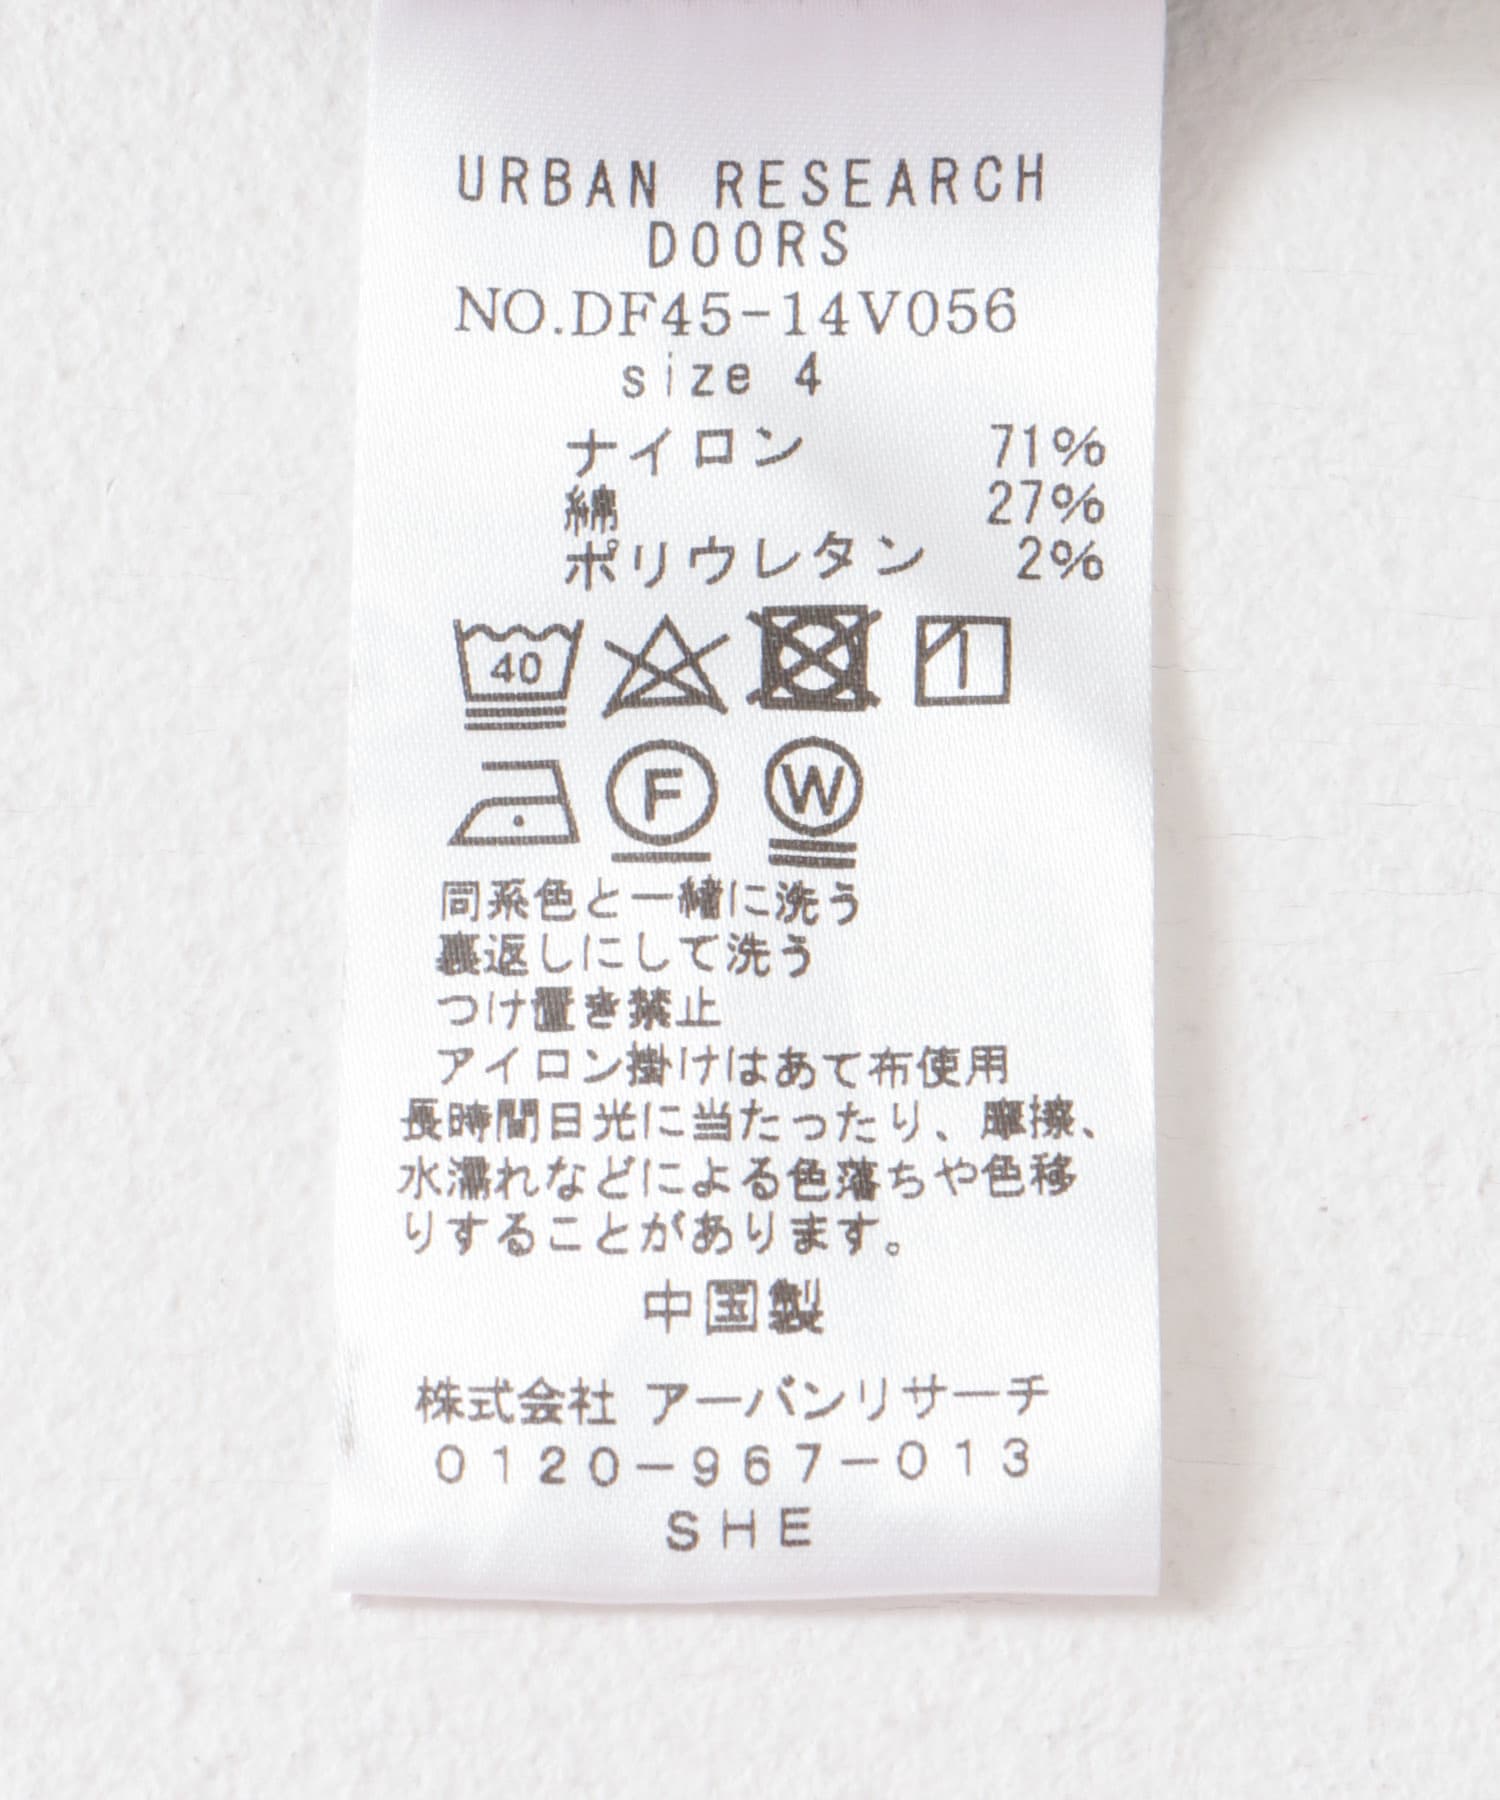 URBAN RESEARCH
DOORS
NO.DF45-14V056
size 4
ナイロン 71%
綿 27%
ポリウレタン 2%
40
F W
同系色と一緒に洗う
裏返しにして洗う
つけ置き禁止
アイロン掛けはあて布使用
長時間日光に当たったり、摩擦、
水濡れなどによる色落ちや色移
りすることがあります。
中国製
株式会社 アーバンリサーチ
0120-967-013
SHE